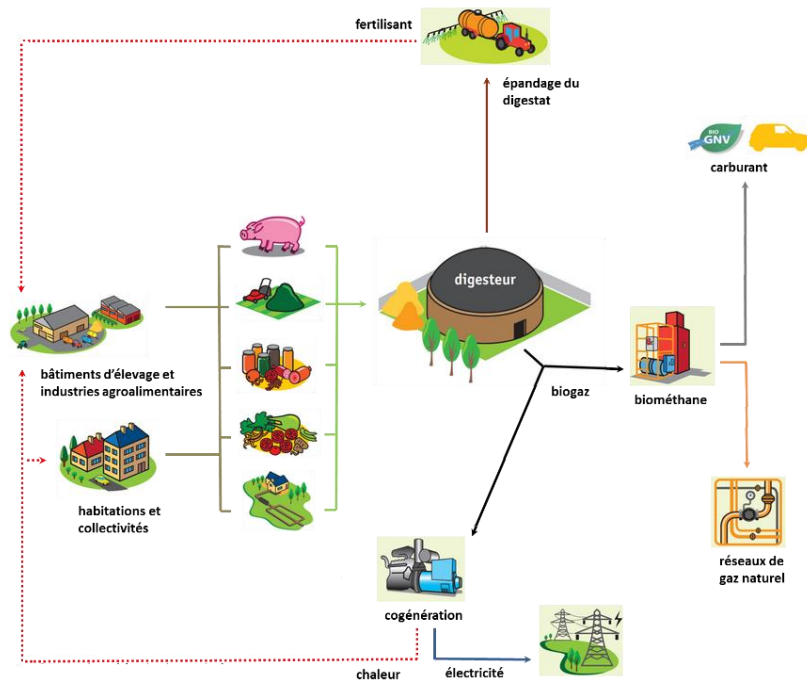 fertilisant
épandage du
digestat
BIO
GNV
carburant
digesteur
bâtiments d'élevage et
industries agroalimentaires
biogaz
biométhane
habitations et
collectivités
réseaux de
gaz naturel
cogénération
chaleur
électricité